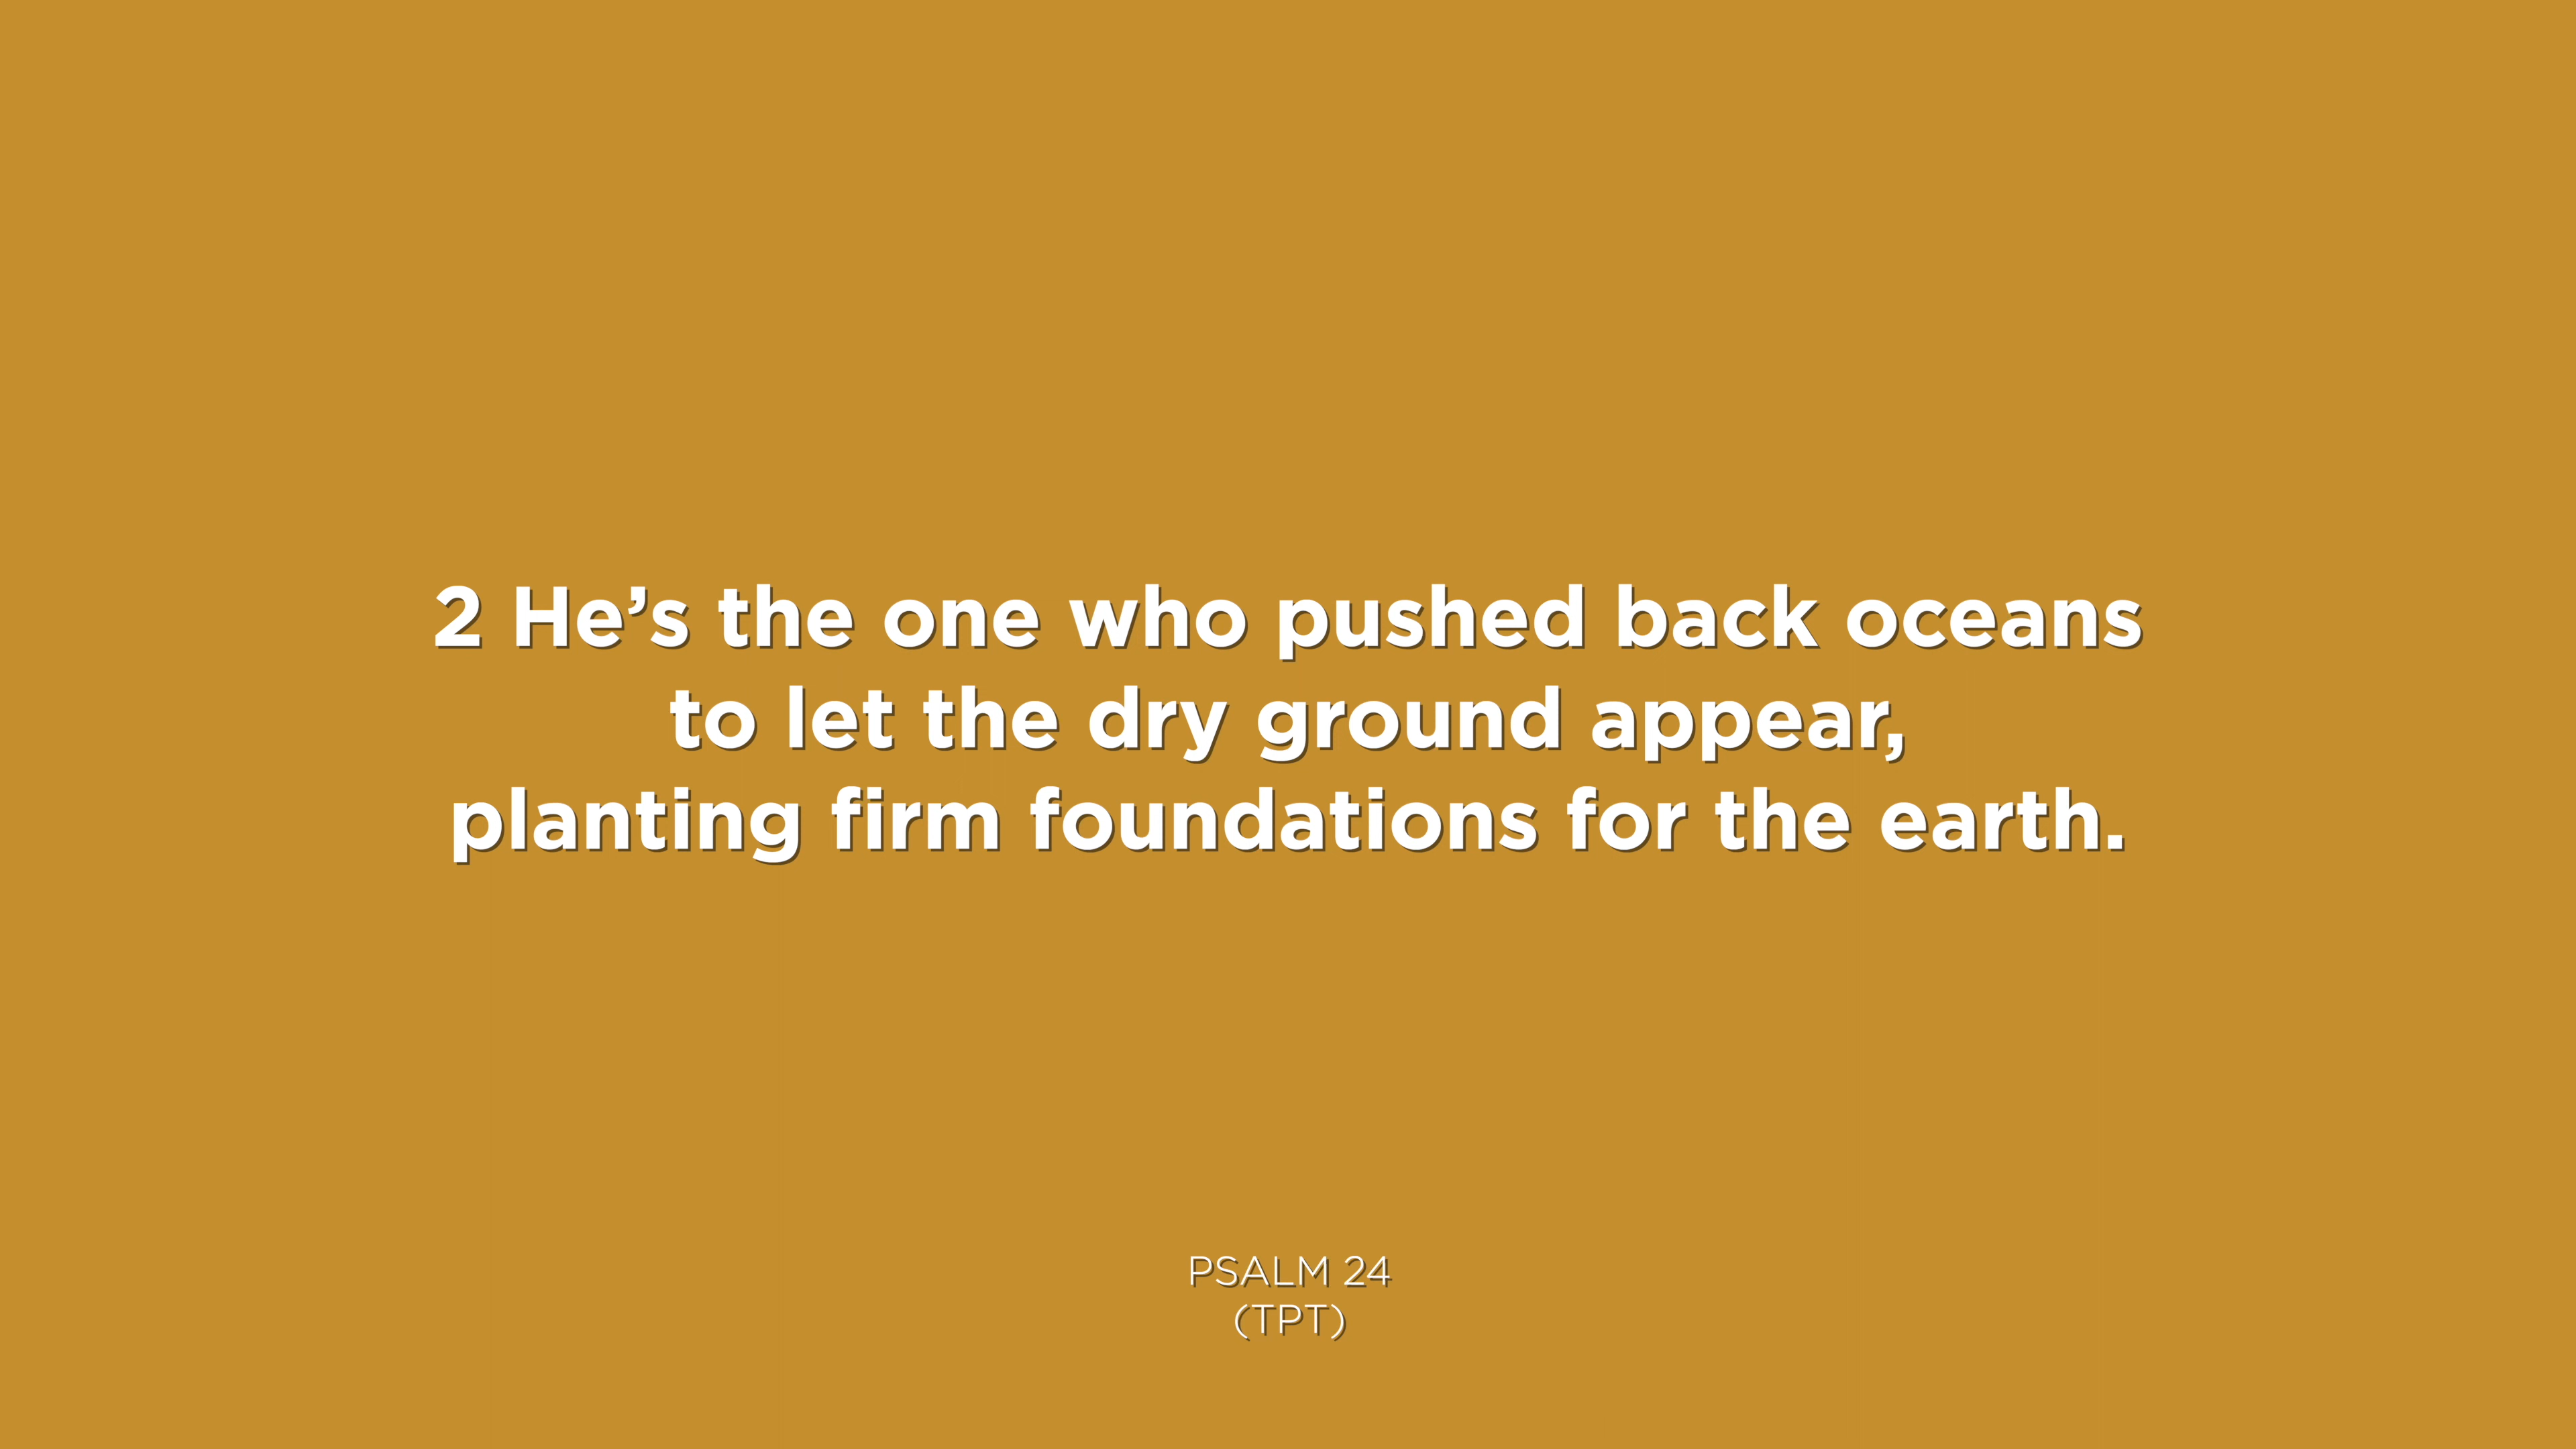 2 He’s the one who pushed back oceans
to let the dry ground appear,
planting firm foundations for the earth.
PSALM 24
(TPT)